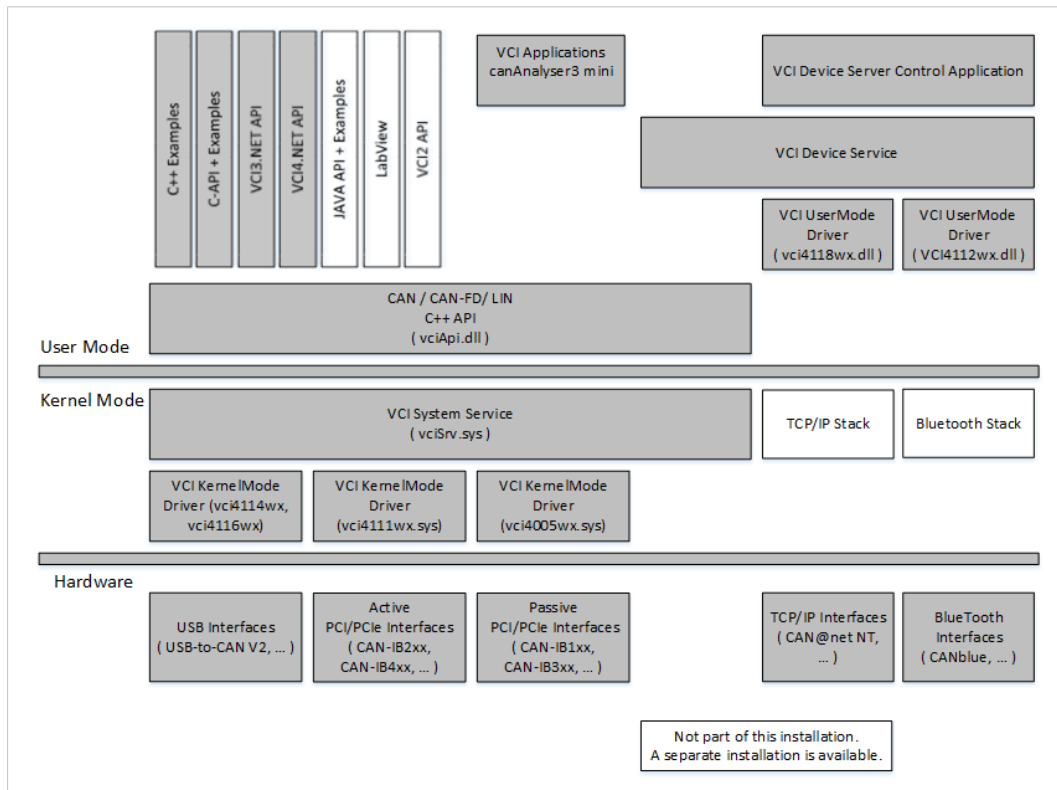 C++ Examples
C-API + Examples
VCI3.NET API
VCI4.NET API
JAVA API + Examples
LabView
VCI2 API
VCI Applications
canAnalyser3 mini
VCI Device Server Control Application
VCI Device Service
VCI UserMode
Driver
( vci4118wx.dll )
VCI UserMode
Driver
( VCI4112wx.dll )
CAN / CAN-FD/ LIN
C++ API
( vciApi.dll )
User Mode
Kernel Mode
VCI System Service
( vciSrv.sys )
TCP/IP Stack
Bluetooth Stack
VCI KernelMode
Driver (vci4114wx,
vci4116wx)
VCI KernelMode
Driver
(vci4111wx.sys)
VCI KernelMode
Driver
(vci4005wx.sys)
Hardware
USB Interfaces
( USB-to-CAN V2, ... )
Active
PCI/PCIe Interfaces
( CAN-IB2xx,
CAN-IB4xx, ... )
Passive
PCI/PCIe Interfaces
( CAN-IB1xx,
CAN-IB3xx, ... )
TCP/IP Interfaces
( CAN@net NT,
... )
BlueTooth
Interfaces
( CANblue, ... )
Not part of this installation.
A separate installation is available.